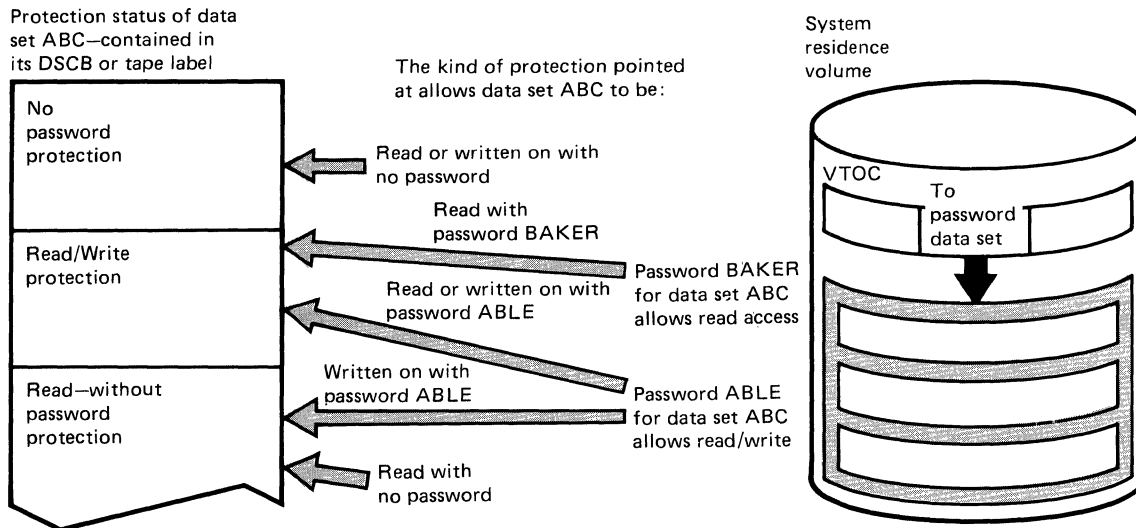 Protection status of data
set ABC—contained in
its DSCB or tape label
The kind of protection pointed
at allows data set ABC to be:
System
residence
volume
No
password
protection
Read or written on with
no password
Read with
password BAKER
Read/Write
protection
Read or written on with
password ABLE
Password BAKER
for data set ABC
allows read access
Read—without
password
protection
Written on with
password ABLE
Password ABLE
for data set ABC
allows read/write
Read with
no password
VTOC
To
password
data set